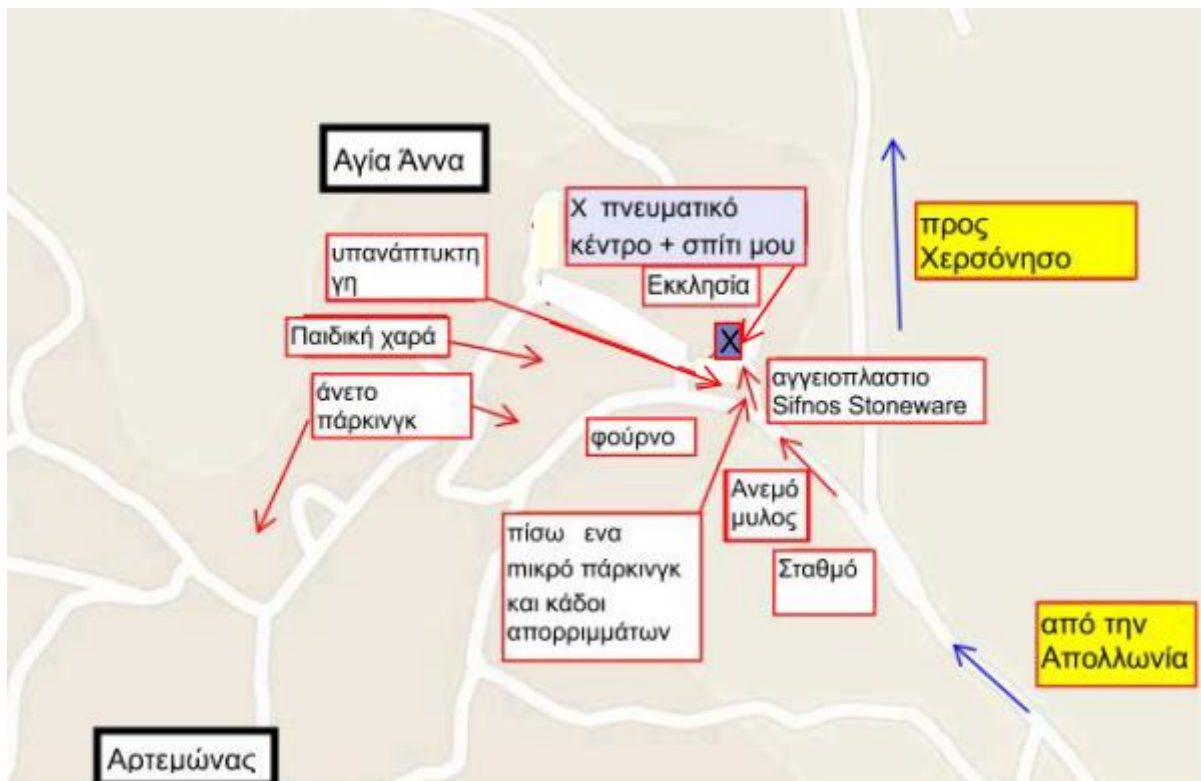 Αγία Άννα
Χ πνευματικό
κέντρο + σπίτι μου
προς
Χερσόνησο
υπανάπτυκτη
γη
Εκκλησία
Παιδική χαρά
X
αγγειοπλαστιο
Sifnos Stoneware
άνετο
πάρκινγκ
φούρνο
Ανεμό
μυλος
πίσω ενα
mικρό πάρκινγκ
και κάδοι
απορριμμάτων
Σταθμό
από την
Απολλωνία
Αρτεμώνας